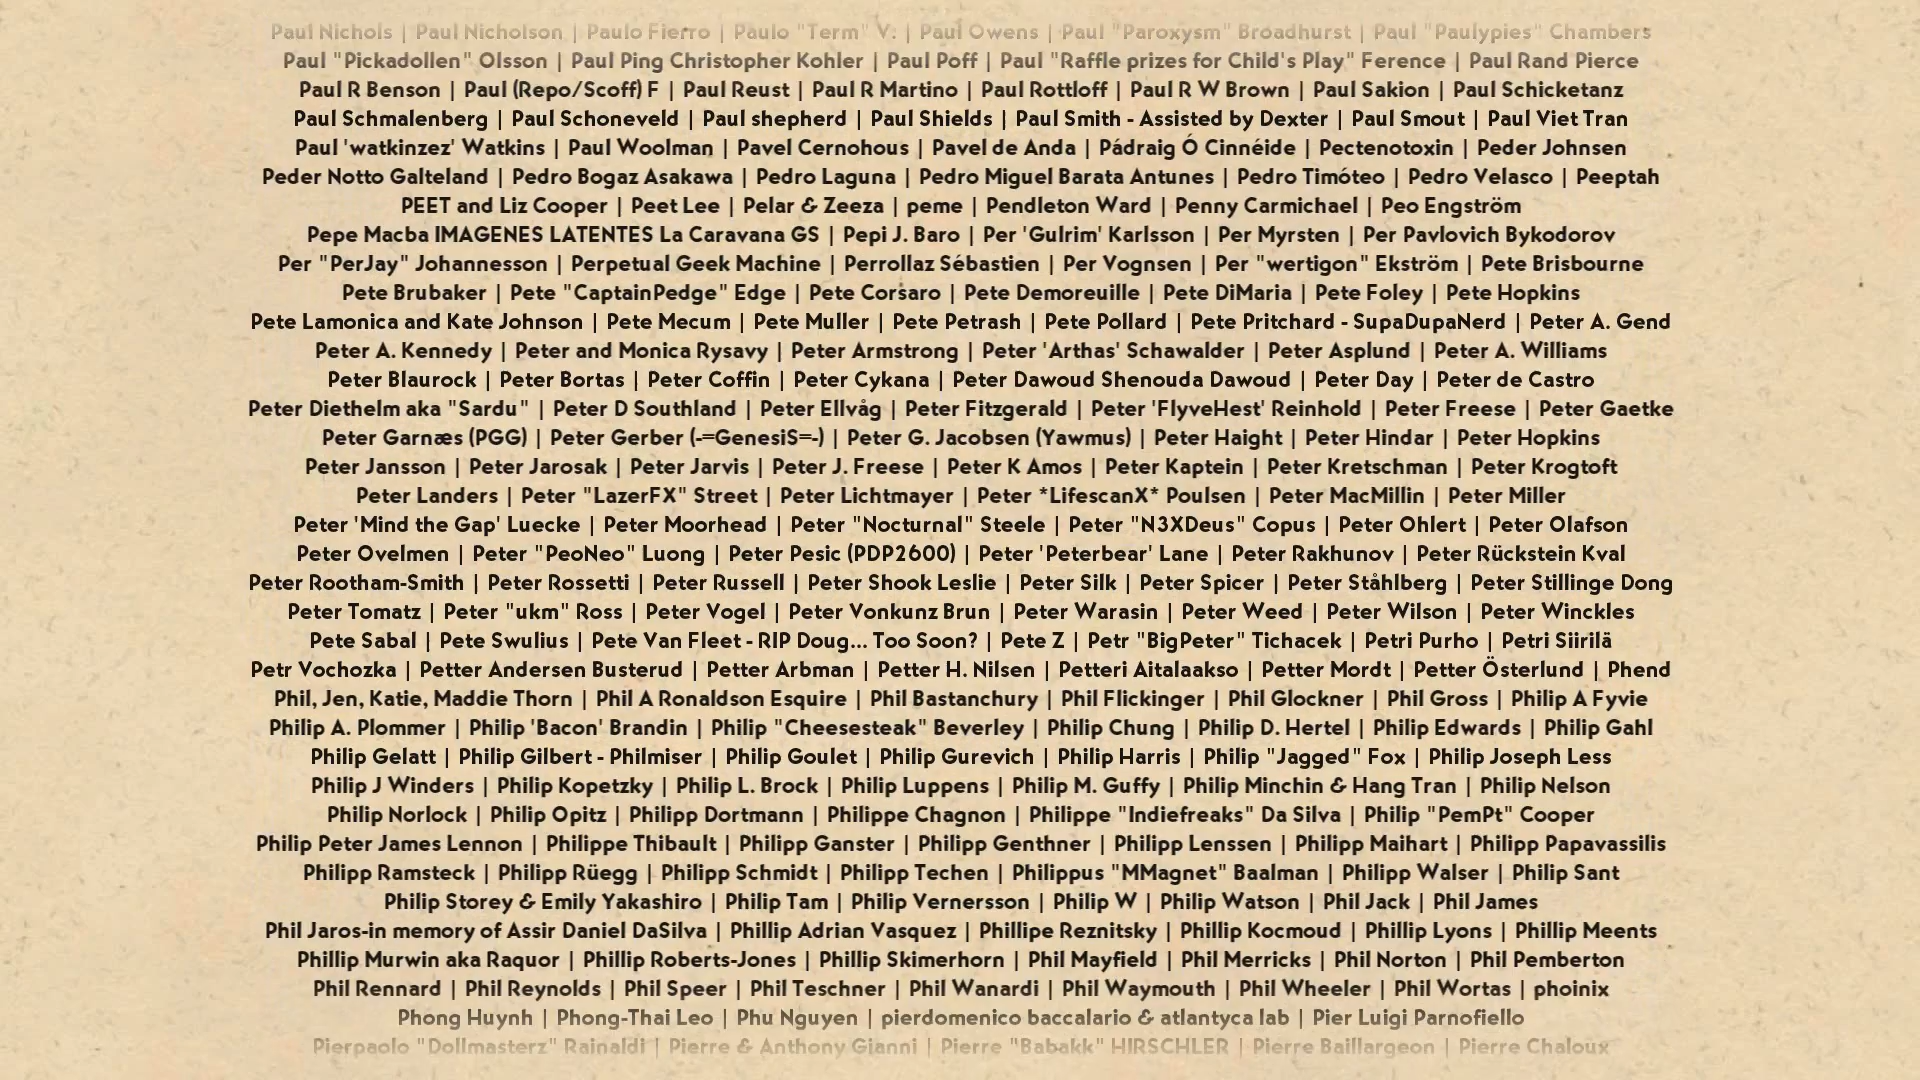 Paul Nichols | Paul Nicholson | Paulo Fierro | Paulo "Term" V. | Paul Owens | Paul "Paroxysm" Broadhurst | Paul "Paulypies" Chambers
Paul "Pickadollen" Olsson | Paul Ping Christopher Kohler | Paul Poff | Paul "Raffle prizes for Child's Play" Ference | Paul Rand Pierce
Paul R Benson | Paul (Repo/Scoff) F | Paul Reust | Paul R Martino | Paul Rottloff | Paul R W Brown | Paul Sakion | Paul Schicketanz
Paul Schmalenberg | Paul Schoneveld | Paul shepherd | Paul Shields | Paul Smith - Assisted by Dexter | Paul Smout | Paul Viet Tran
Paul 'watkinzez' Watkins | Paul Woolman | Pavel Cernohous | Pavel de Anda | Pádraig Ó Cinnéide | Pectenotoxin | Peder Johnsen
Peder Notto Galteland | Pedro Bogaz Asakawa | Pedro Laguna | Pedro Miguel Barata Antunes | Pedro Timóteo | Pedro Velasco | Peeptah
PEET and Liz Cooper | Peet Lee | Pelar & Zeeza | peme | Pendleton Ward | Penny Carmichael | Peo Engström
Pepe Macba IMAGENES LATENTES La Caravana GS | Pepi J. Baro | Per 'Gulrim' Karlsson | Per Myrsten | Per Pavlovich Bykodorov
Per "PerJay" Johannesson | Perpetual Geek Machine | Perrollaz Sébastien | Per Vognsen | Per "wertigon" Ekström | Pete Brisbourne
Pete Brubaker | Pete "CaptainPedge" Edge | Pete Corsaro | Pete Demoreuille | Pete DiMaria | Pete Foley | Pete Hopkins
Pete Lamonica and Kate Johnson | Pete Mecum | Pete Muller | Pete Petrash | Pete Pollard | Pete Pritchard - SupaDupaNerd | Peter A. Gend
Peter A. Kennedy | Peter and Monica Rysavy | Peter Armstrong | Peter 'Arthas' Schawalder | Peter Asplund | Peter A. Williams
Peter Blaurock | Peter Bortas | Peter Coffin | Peter Cykana | Peter Dawoud Shenouda Dawoud | Peter Day | Peter de Castro
Peter Diethelm aka "Sardu" | Peter D Southland | Peter Ellvåg | Peter Fitzgerald | Peter 'FlyveHest' Reinhold | Peter Freese | Peter Gaetke
Peter Garnæs (PGG) | Peter Gerber (-=GenesiS=-) | Peter G. Jacobsen (Yawmus) | Peter Haight | Peter Hindar | Peter Hopkins
Peter Jansson | Peter Jarosak | Peter Jarvis | Peter J. Freese | Peter K Amos | Peter Kaptein | Peter Kretschman | Peter Krogtoft
Peter Landers | Peter "LazerFX" Street | Peter Lichtmayer | Peter *LifescanX* Poulsen | Peter MacMillin | Peter Miller
Peter 'Mind the Gap' Luecke | Peter Moorhead | Peter "Nocturnal" Steele | Peter "N3XDeus" Copus | Peter Ohlert | Peter Olafson
Peter Ovelmen | Peter "PeoNeo" Luong | Peter Pesic (PDP2600) | Peter 'Peterbear' Lane | Peter Rakhunov | Peter Rückstein Kval
Peter Rootham-Smith | Peter Rossetti | Peter Russell | Peter Shook Leslie | Peter Silk | Peter Spicer | Peter Ståhlberg | Peter Stillinge Dong
Peter Tomatz | Peter "ukm" Ross | Peter Vogel | Peter Vonkunz Brun | Peter Warasin | Peter Weed | Peter Wilson | Peter Winckles
Pete Sabal | Pete Swulius | Pete Van Fleet - RIP Doug... Too Soon? | Pete Z | Petr "BigPeter" Tichacek | Petri Purho | Petri Siirilä
Petr Vochozka | Petter Andersen Busterud | Petter Arbman | Petter H. Nilsen | Petteri Aitalaakso | Petter Mordt | Petter Österlund | Phend
Phil, Jen, Katie, Maddie Thorn | Phil A Ronaldson Esquire | Phil Bastanchury | Phil Flickinger | Phil Glockner | Phil Gross | Philip A Fyvie
Philip A. Plommer | Philip 'Bacon' Brandin | Philip "Cheesesteak" Beverley | Philip Chung | Philip D. Hertel | Philip Edwards | Philip Gahl
Philip Gelatt | Philip Gilbert - Philmiser | Philip Goulet | Philip Gurevich | Philip Harris | Philip "Jagged" Fox | Philip Joseph Less
Philip J Winders | Philip Kopetzky | Philip L. Brock | Philip Luppens | Philip M. Guffy | Philip Minchin & Hang Tran | Philip Nelson
Philip Norlock | Philip Opitz | Philipp Dortmann | Philippe Chagnon | Philippe "Indiefreaks" Da Silva | Philip "PemPt" Cooper
Philip Peter James Lennon | Philippe Thibault | Philipp Ganster | Philipp Genthner | Philipp Lenssen | Philipp Maihart | Philipp Papavassilis
Philipp Ramsteck | Philipp Rüegg | Philipp Schmidt | Philipp Techen | Philippus "MMagnet" Baalman | Philipp Walser | Philip Sant
Philip Storey & Emily Yakashiro | Philip Tam | Philip Vernersson | Philip W | Philip Watson | Phil Jack | Phil James
Phil Jaros-in memory of Assir Daniel DaSilva | Phillip Adrian Vasquez | Phillipe Reznitsky | Phillip Kocmoud | Phillip Lyons | Phillip Meents
Phillip Murwin aka Raquor | Phillip Roberts-Jones | Phillip Skimerhorn | Phil Mayfield | Phil Merricks | Phil Norton | Phil Pemberton
Phil Rennard | Phil Reynolds | Phil Speer | Phil Teschner | Phil Wanardi | Phil Waymouth | Phil Wheeler | Phil Wortas | phoinix
Phong Huynh | Phong-Thai Leo | Phu Nguyen | pierdomenico baccalario & atlantyca lab | Pier Luigi Parnofiello
Pierpaolo "Dollmasterz" Rainaldi | Pierre & Anthony Gianni | Pierre "Babakk" HIRSCHLER | Pierre Baillargeon | Pierre Chaloux